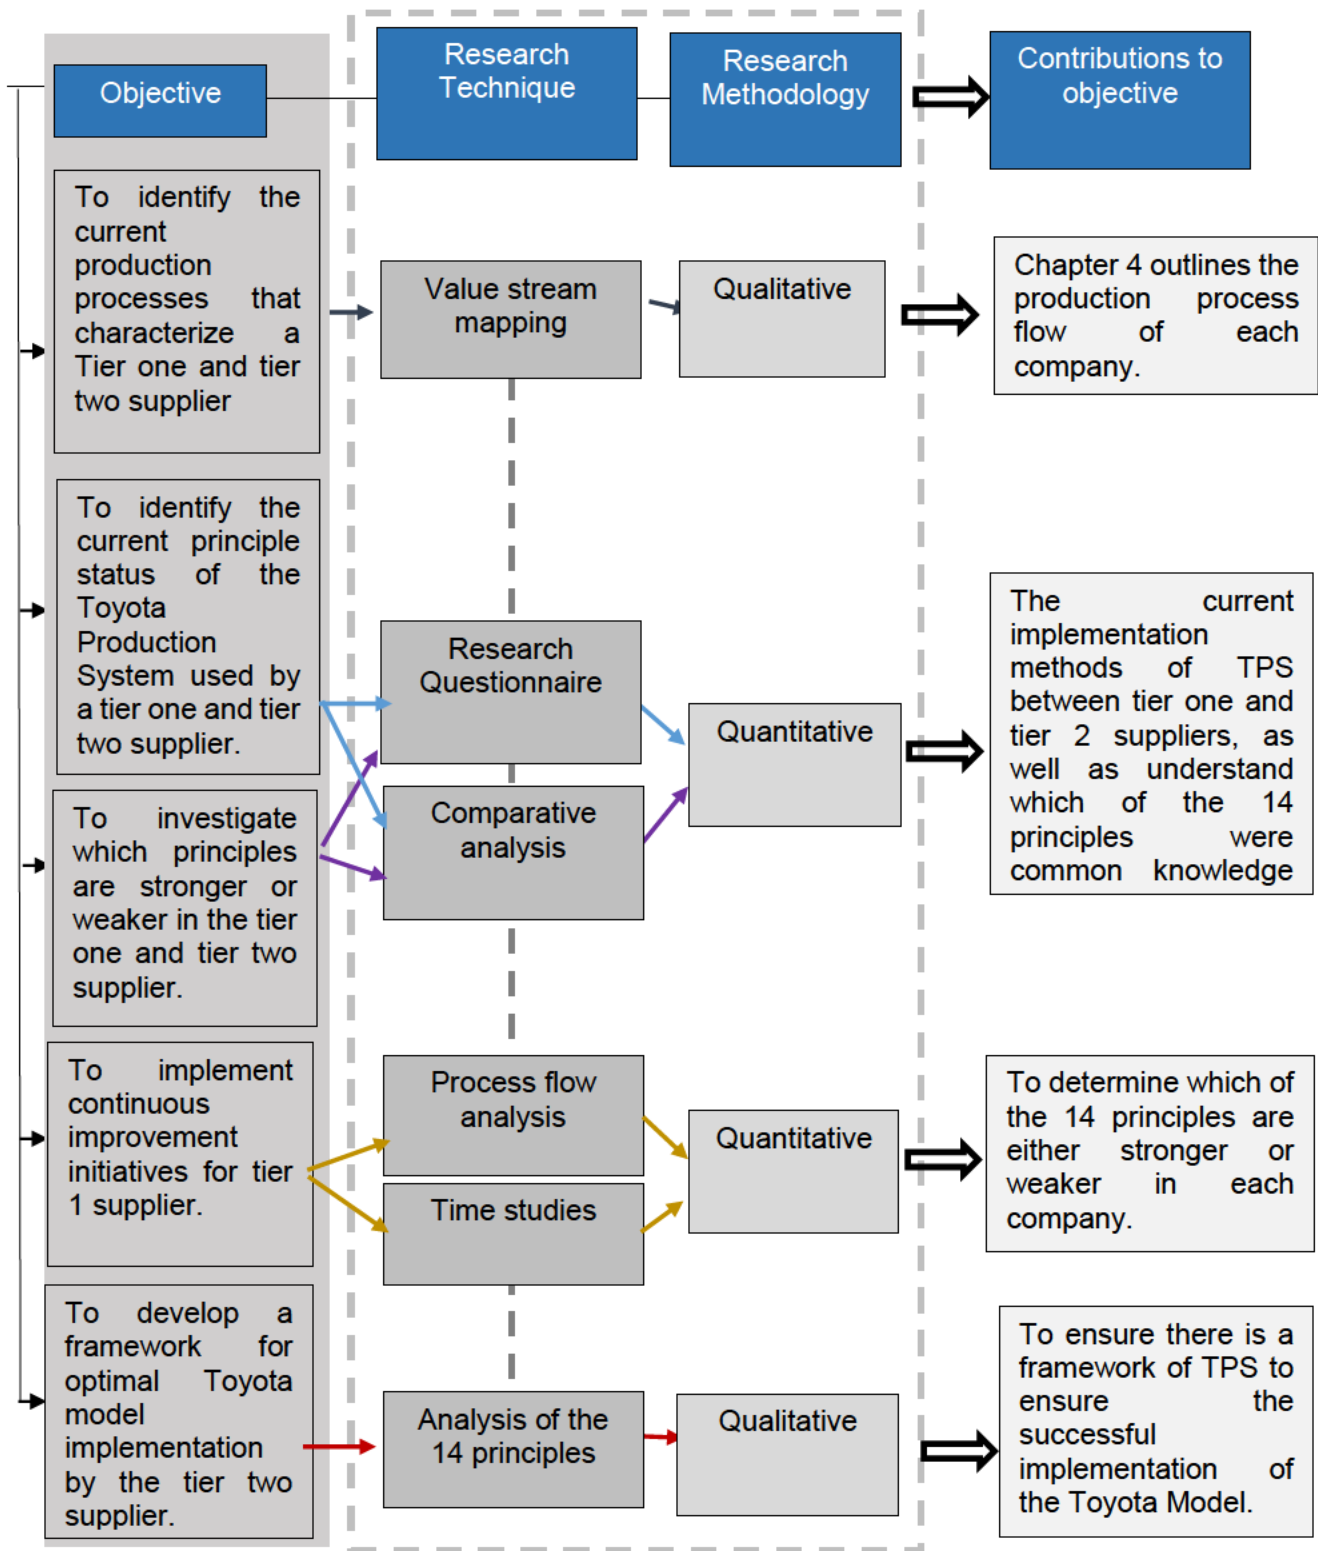 Objective
Research
Technique
Research
Methodology
Contributions to
objective
To identify the
current
production
processes that
characterize a
Tier one and tier
two supplier
Value stream
mapping
Qualitative
Chapter 4 outlines the
production process
flow of each
company.
To identify the
current principle
status of the
Toyota
Production
System used by
a tier one and tier
two supplier.
To investigate
which principles
are stronger or
weaker in the tier
one and tier two
supplier.
Research
Questionnaire
Comparative
analysis
Quantitative
The current
implementation
methods of TPS
between tier one and
tier 2 suppliers, as
well as understand
which of the 14
principles were
common knowledge
To implement
continuous
improvement
initiatives for tier
1 supplier.
Process flow
analysis
Time studies
Quantitative
To determine which of
the 14 principles are
either stronger or
weaker in each
company.
To develop a
framework for
optimal Toyota
model
implementation
by the tier two
supplier.
Analysis of the
14 principles
Qualitative
To ensure there is a
framework of TPS to
ensure the
successful
implementation of
the Toyota Model.